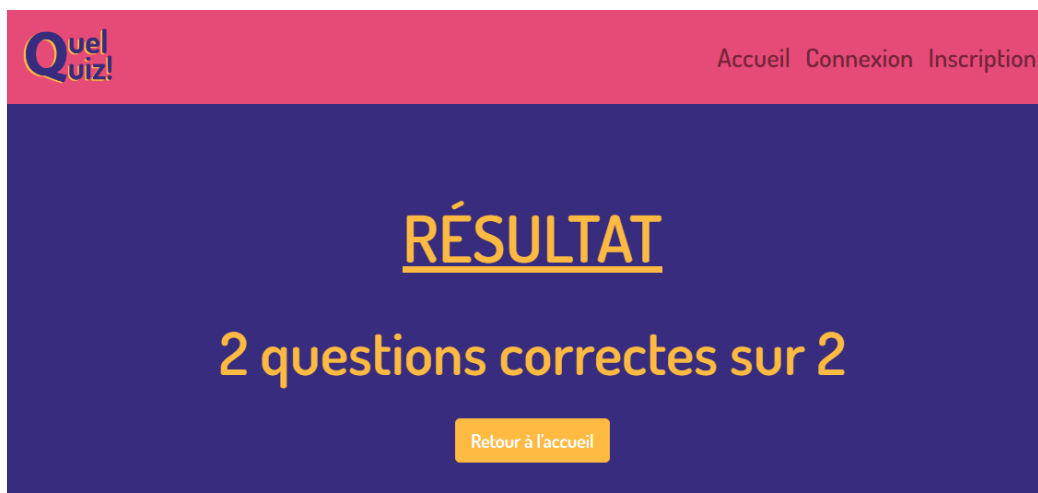 Quel
Quiz!
Accueil Connexion Inscription
RÉSULTAT
2 questions correctes sur 2
Retour à l'accueil